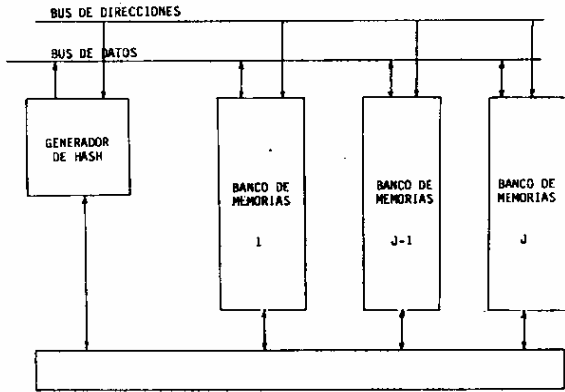 BUS DE DIRECCIONES
BUS DE DATOS
GENERADOR
DE HASH
BANCO DE
MEMORIAS
1
BANCO DE
MEMORIAS
J-1
BANCO DE
MEMORIAS
J